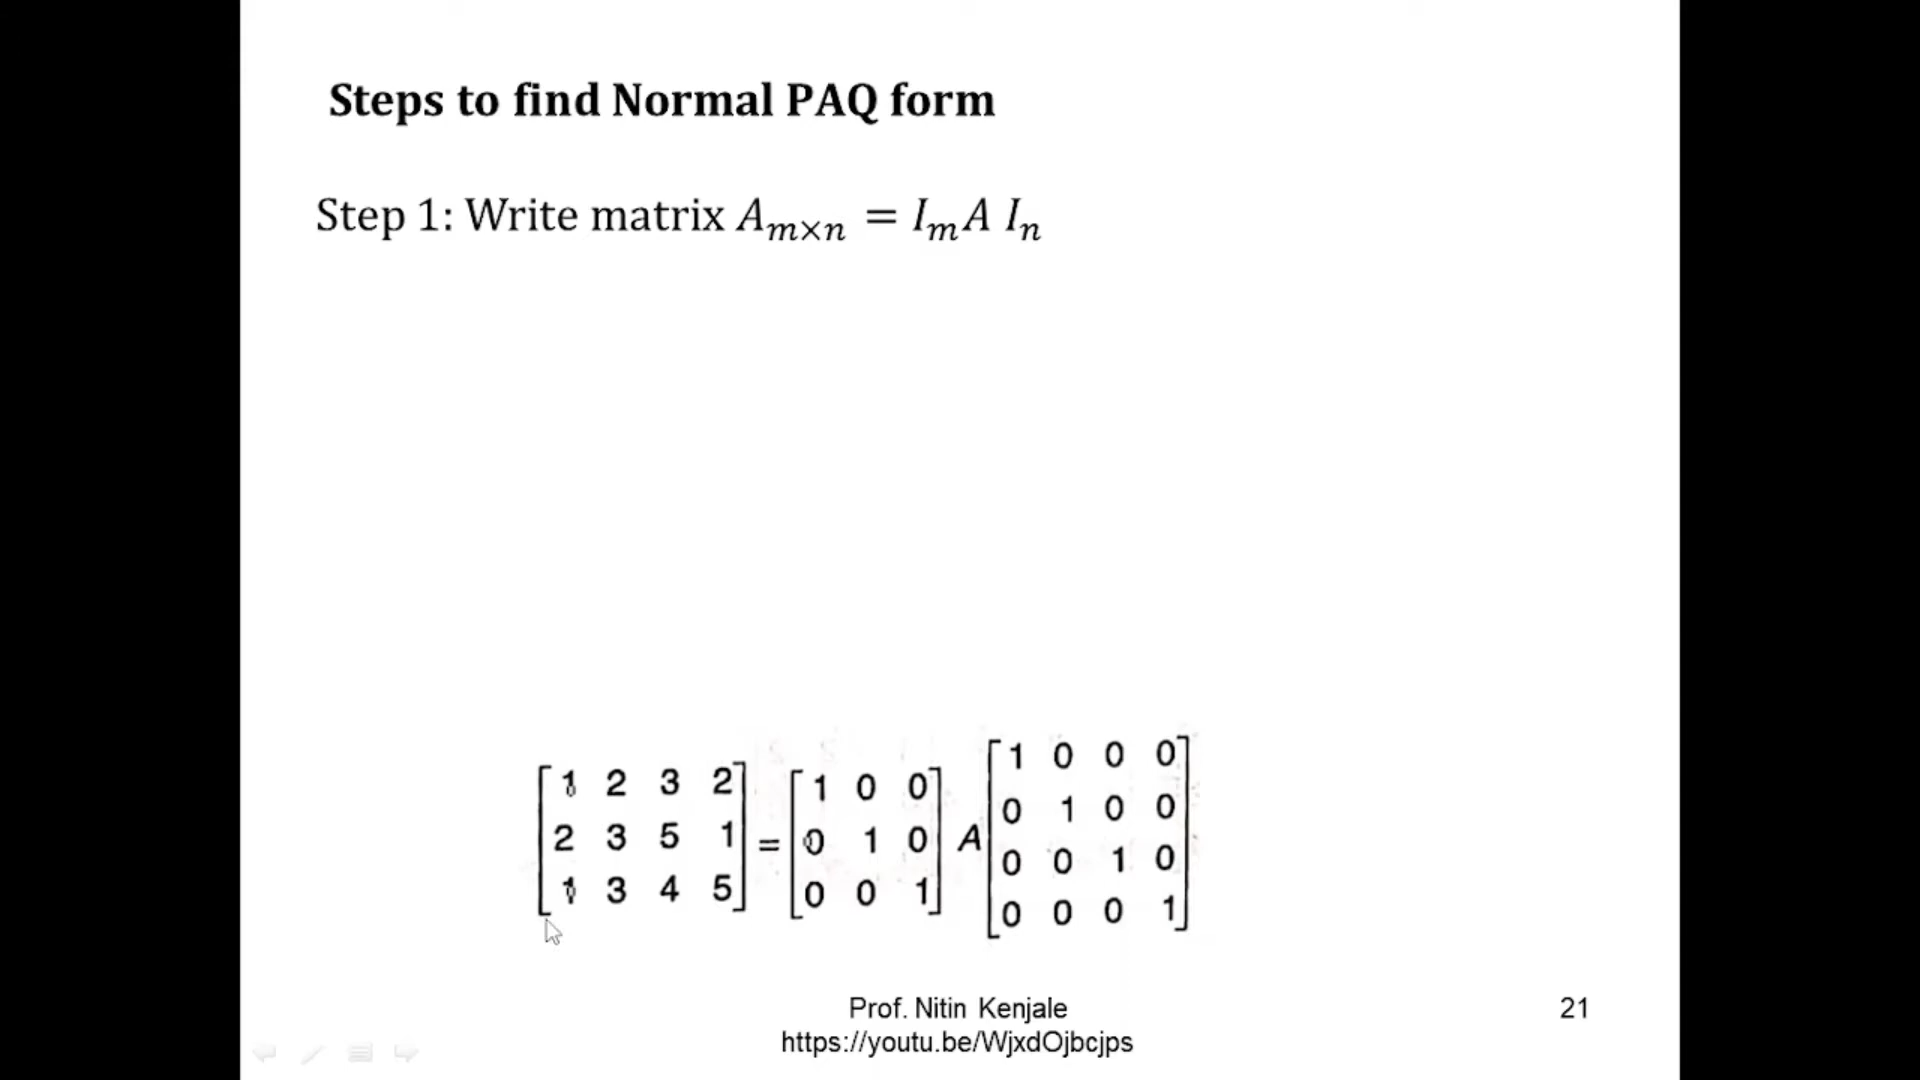 Steps to find Normal PAQ form
Step 1: Write matrix A_{m×n} = I_m A I_n
[1 2 3 2; 2 3 5 1; 1 3 4 5] = [1 0 0; 0 1 0; 0 0 1] A [1 0 0 0; 0 1 0 0; 0 0 1 0; 0 0 0 1]
Prof. Nitin Kenjale
https://youtu.be/WjxdOjbcjps
21